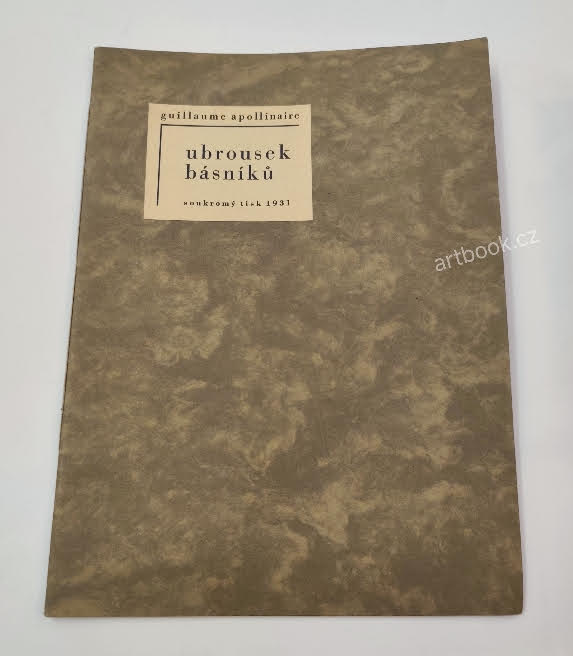 guillaume apollinaire
ubrousek
básníků
soukromý tisk 1931
artbook.cz